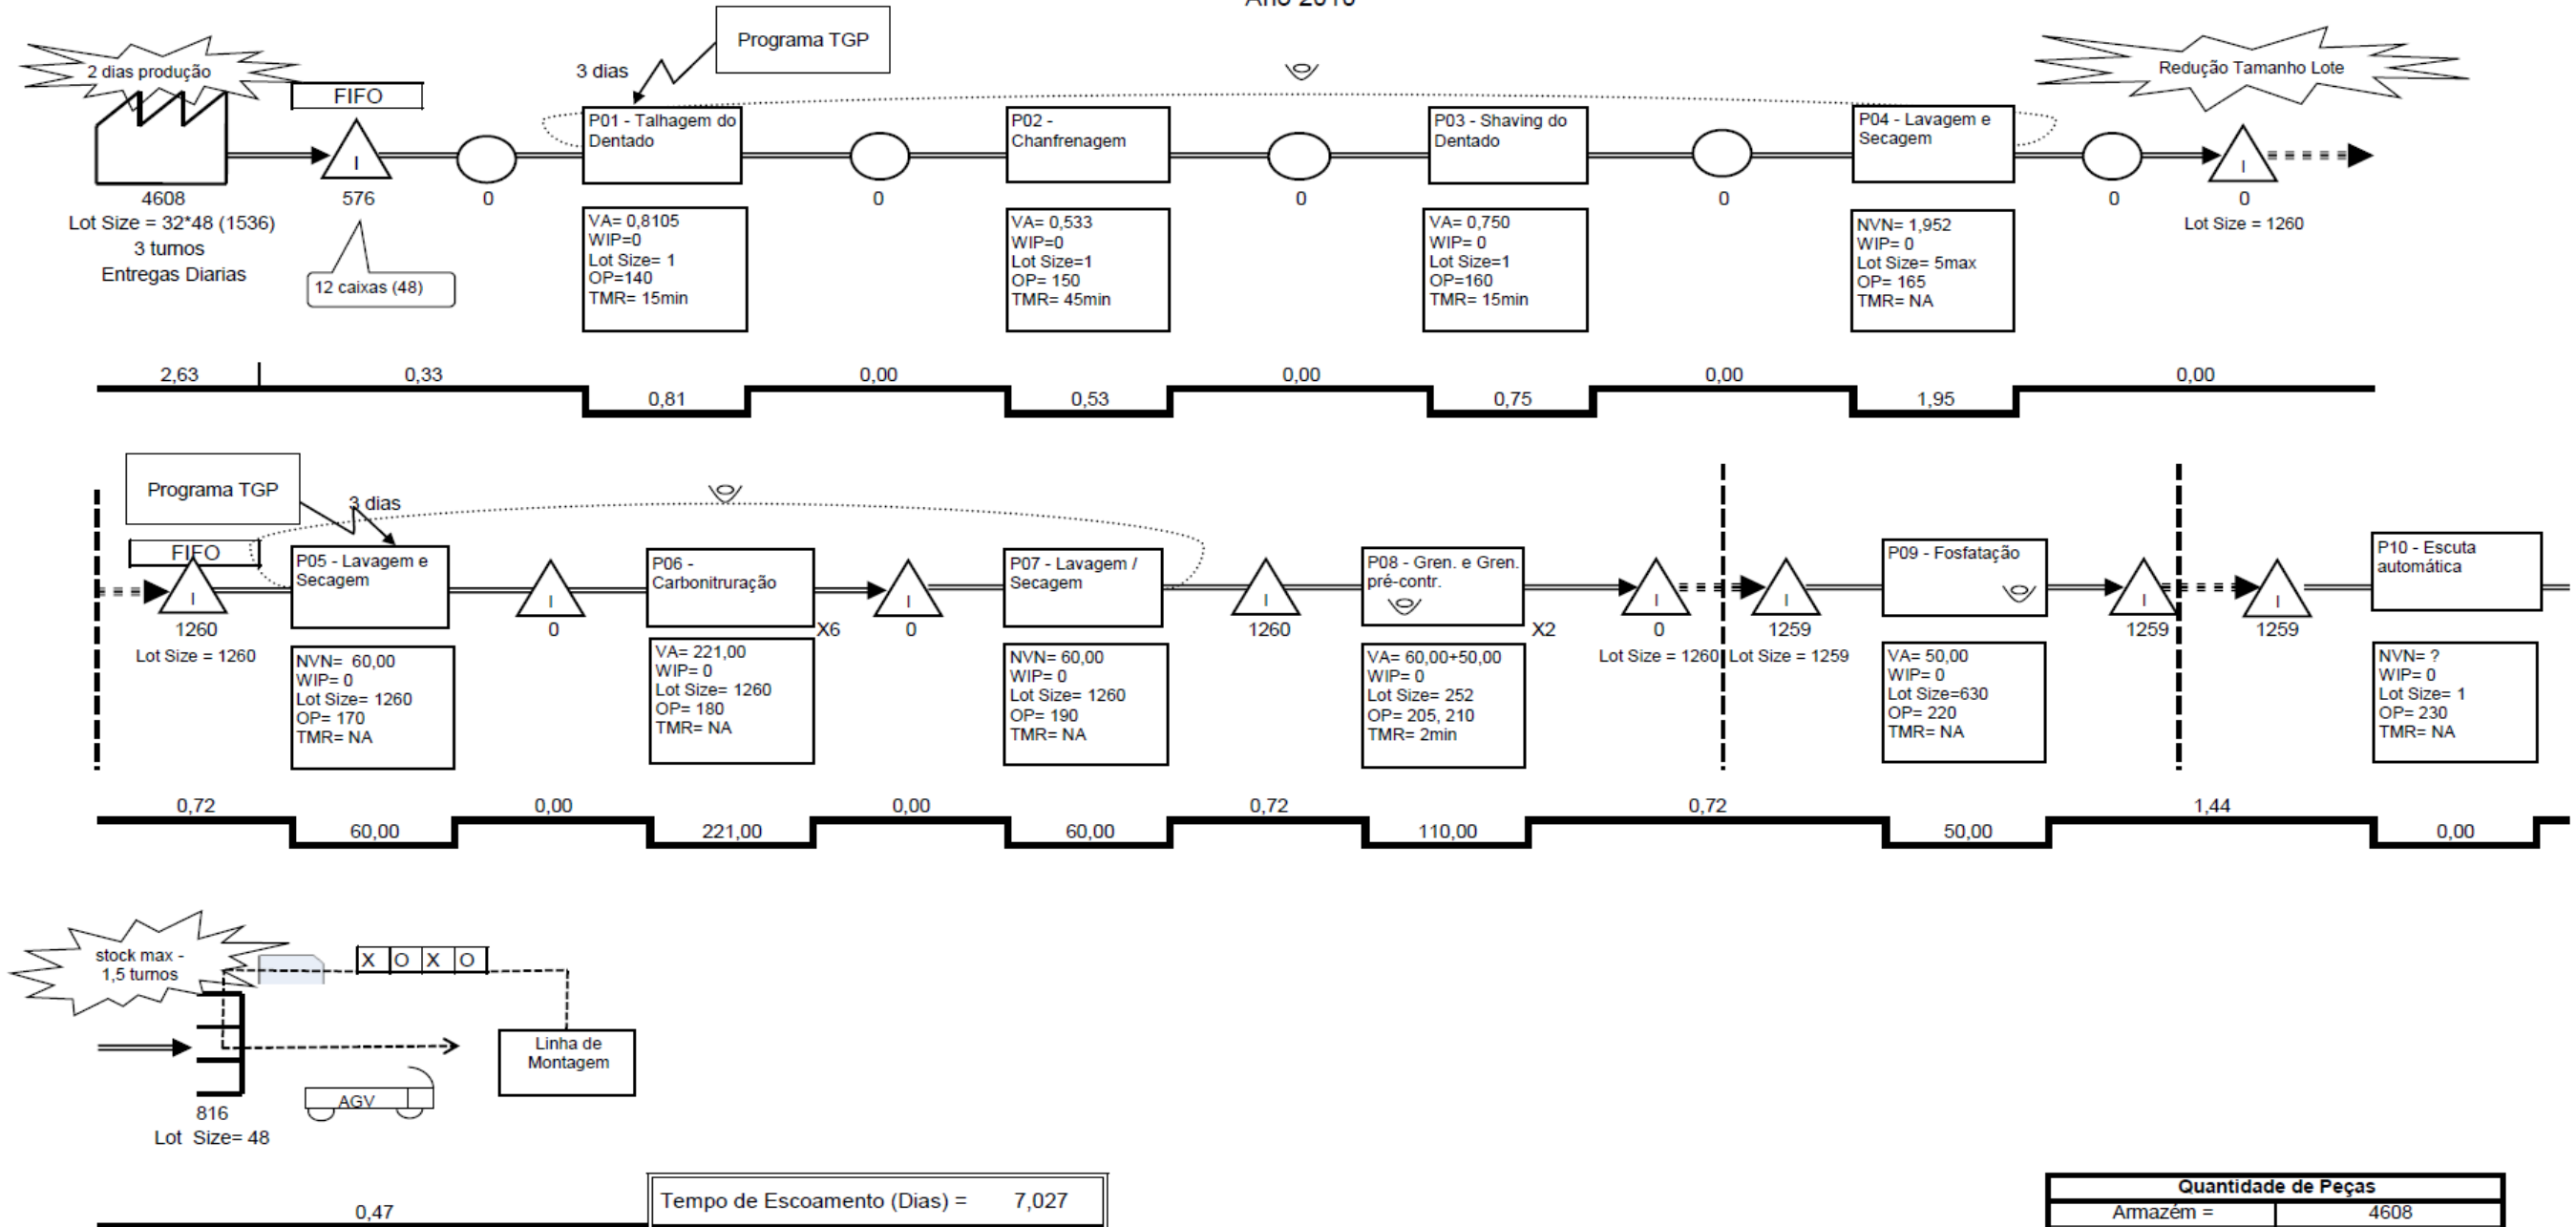 Programa TGP
2 dias produção
FIFO
3 dias
Redução Tamanho Lote
I
P01 - Talhagem do
Dentado
P02 -
Chanfrenagem
P03 - Shaving do
Dentado
P04 - Lavagem e
Secagem
I
4608
576
0
0
0
0
0
0
Lot Size = 32*48 (1536)
3 turnos
Entregas Diarias
12 caixas (48)
VA= 0,8105
WIP=0
Lot Size= 1
OP=140
TMR= 15min
VA= 0,533
WIP=0
Lot Size=1
OP= 150
TMR= 45min
VA= 0,750
WIP= 0
Lot Size=1
OP=160
TMR= 15min
NVN= 1,952
WIP= 0
Lot Size= 5max
OP= 165
TMR= NA
Lot Size = 1260
2,63
0,33
0,00
0,00
0,00
0,00
0,81
0,53
0,75
1,95
Programa TGP
3 dias
FIFO
I
P05 - Lavagem e
Secagem
I
P06 -
Carbonitruração
X6
I
P07 - Lavagem /
Secagem
I
P08 - Gren. e Gren.
pré-contr.
X2
I
I
P09 - Fosfatação
I
I
P10 - Escuta
automática
1260
0
0
1260
0
1259
1259
1259
Lot Size = 1260
NVN= 60,00
WIP= 0
Lot Size= 1260
OP= 170
TMR= NA
VA= 221,00
WIP= 0
Lot Size= 1260
OP= 180
TMR= NA
NVN= 60,00
WIP= 0
Lot Size= 1260
OP= 190
TMR= NA
VA= 60,00+50,00
WIP= 0
Lot Size= 252
OP= 205, 210
TMR= 2min
Lot Size = 1260
Lot Size = 1259
VA= 50,00
WIP= 0
Lot Size=630
OP= 220
TMR= NA
NVN= ?
WIP= 0
Lot Size= 1
OP= 230
TMR= NA
0,72
0,00
0,00
0,72
0,72
1,44
60,00
221,00
60,00
110,00
50,00
0,00
stock max -
1,5 turnos
X O X O
Linha de
Montagem
AGV
816
Lot Size= 48
0,47
Tempo de Escoamento (Dias) = 7,027
Quantidade de Peças
Armazém = 4608